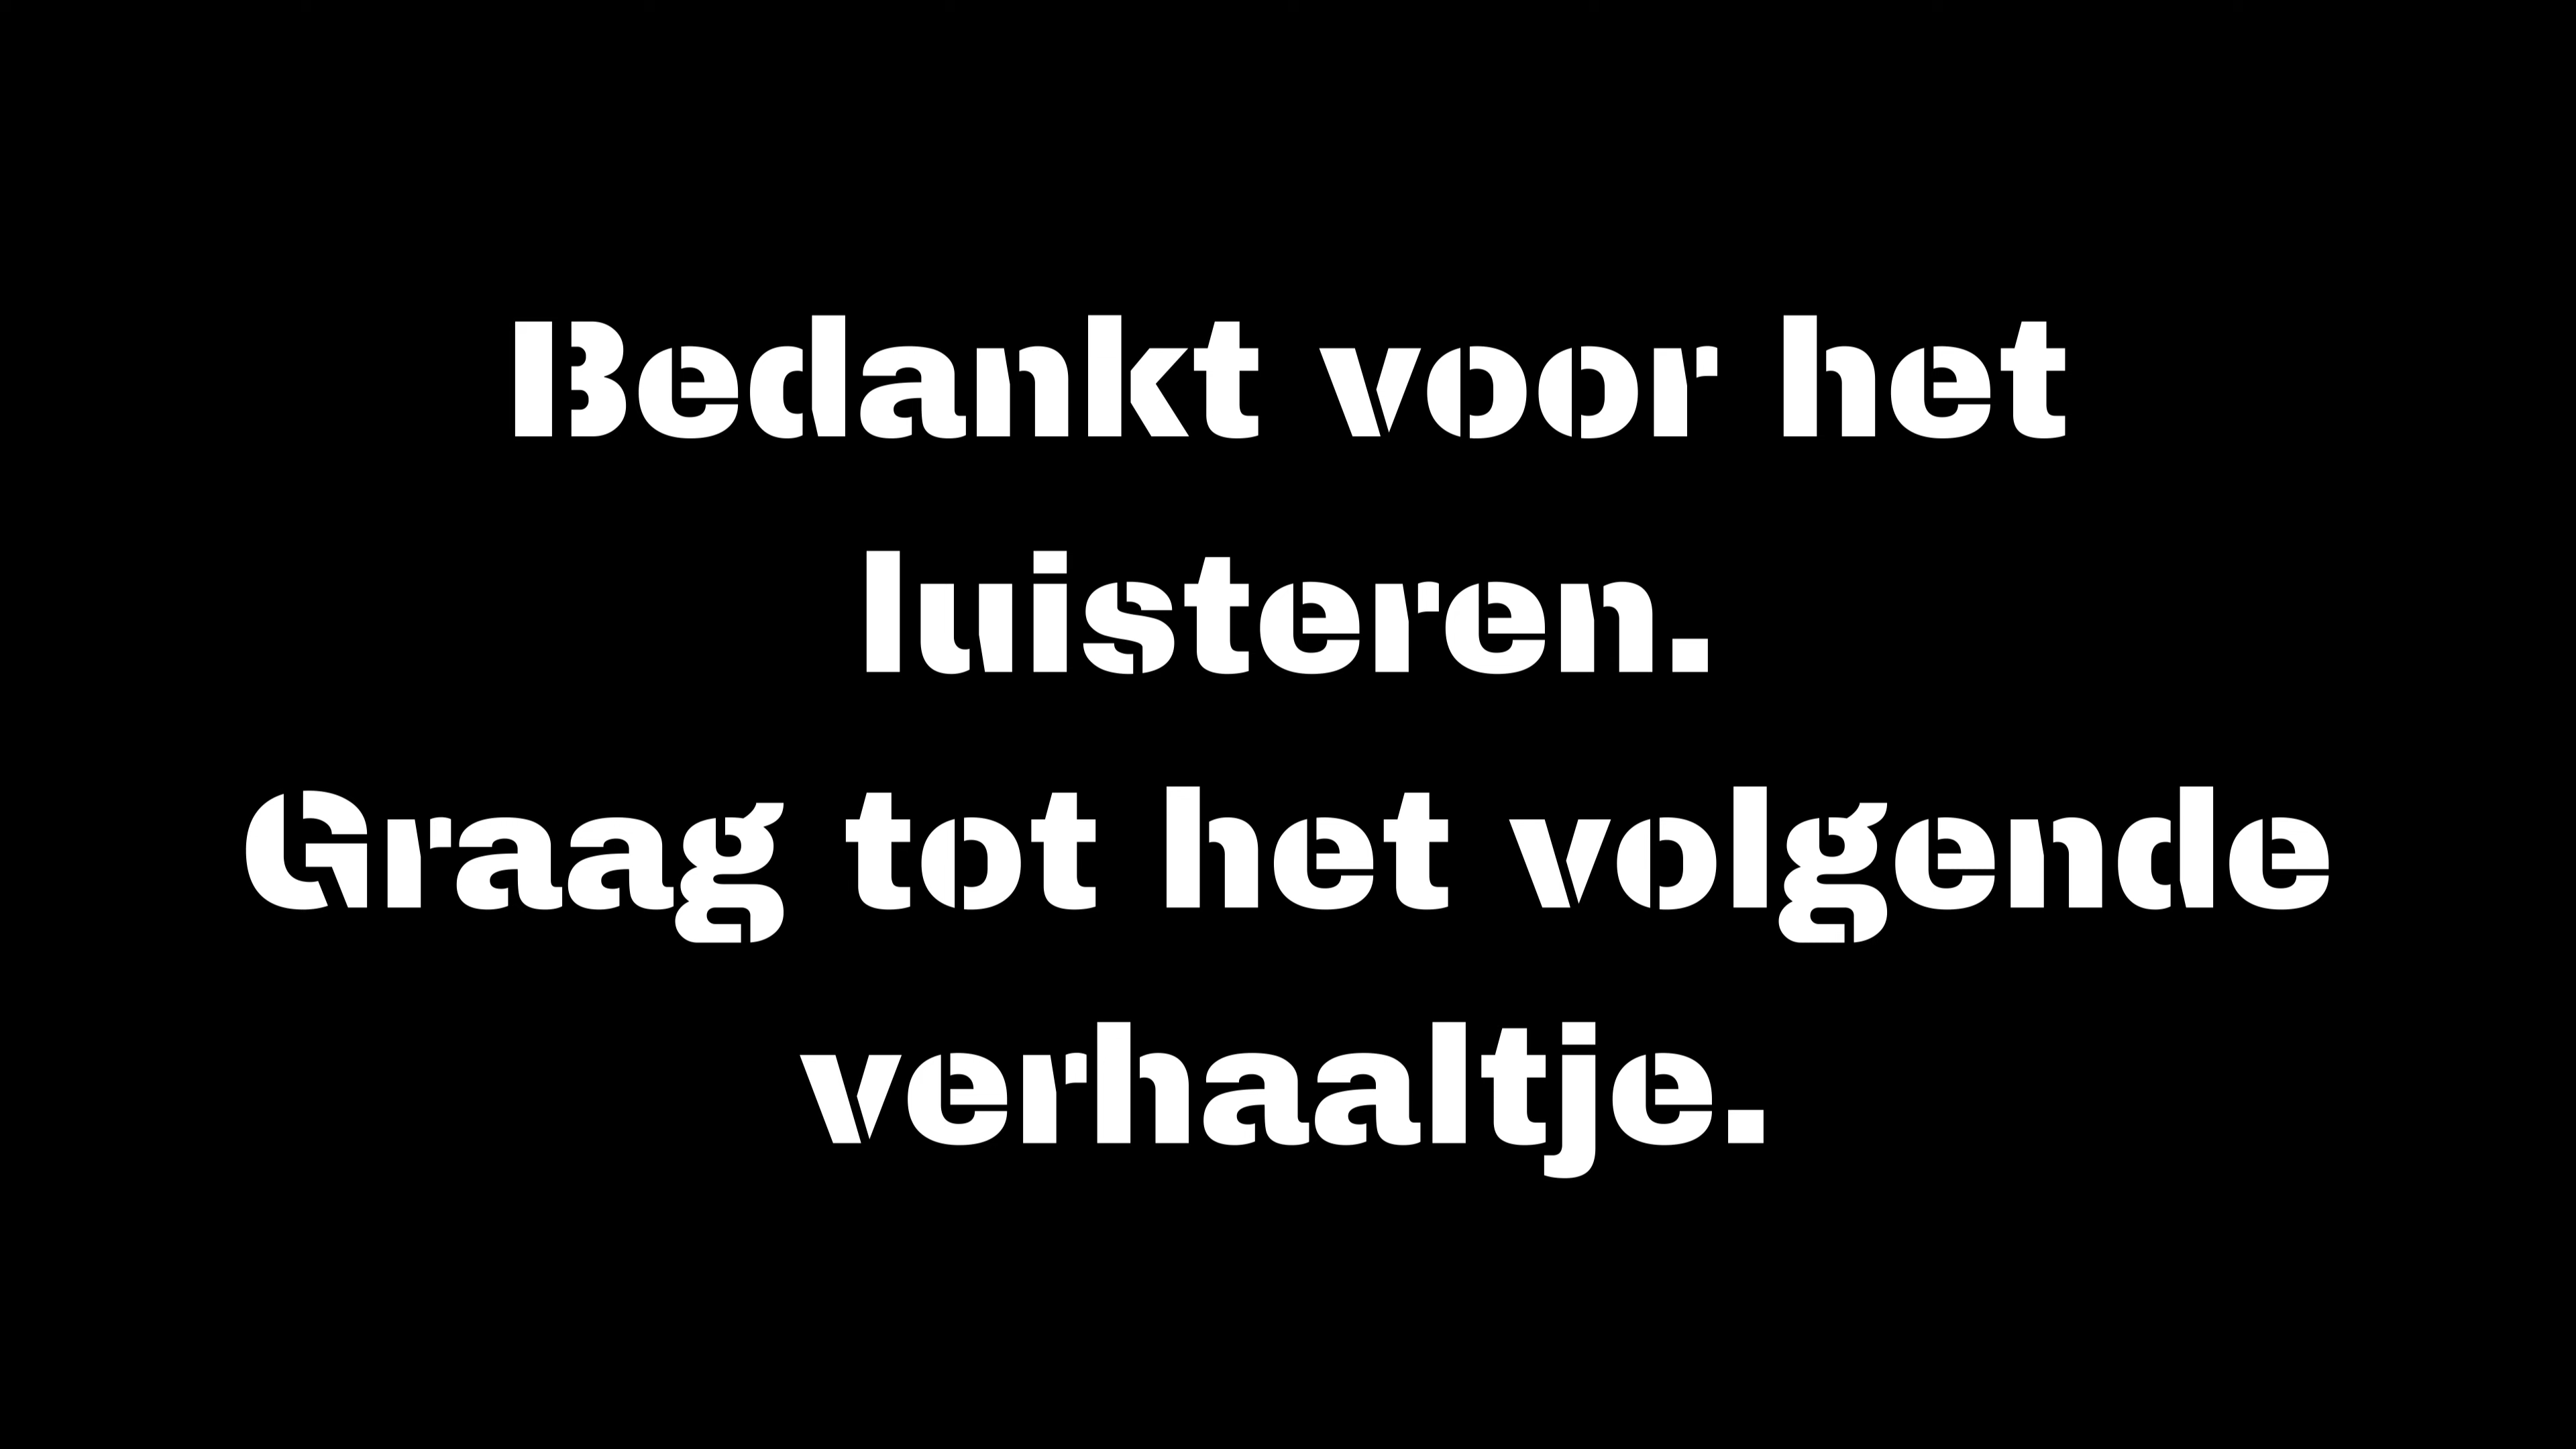 Bedankt voor het
luisteren.
Graag tot het volgende
verhaaltje.